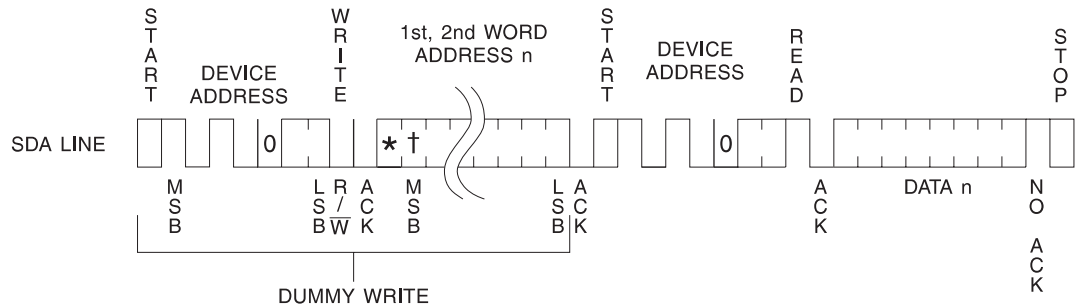 START
WRITE
1st, 2nd WORD
ADDRESS n
START
READ
STOP
DEVICE
ADDRESS
DEVICE
ADDRESS
SDA LINE
0
* †
0
MSB
LSB
R/W̅
ACK
MSB
LSB
ACK
ACK
DATA n
NO ACK
DUMMY WRITE